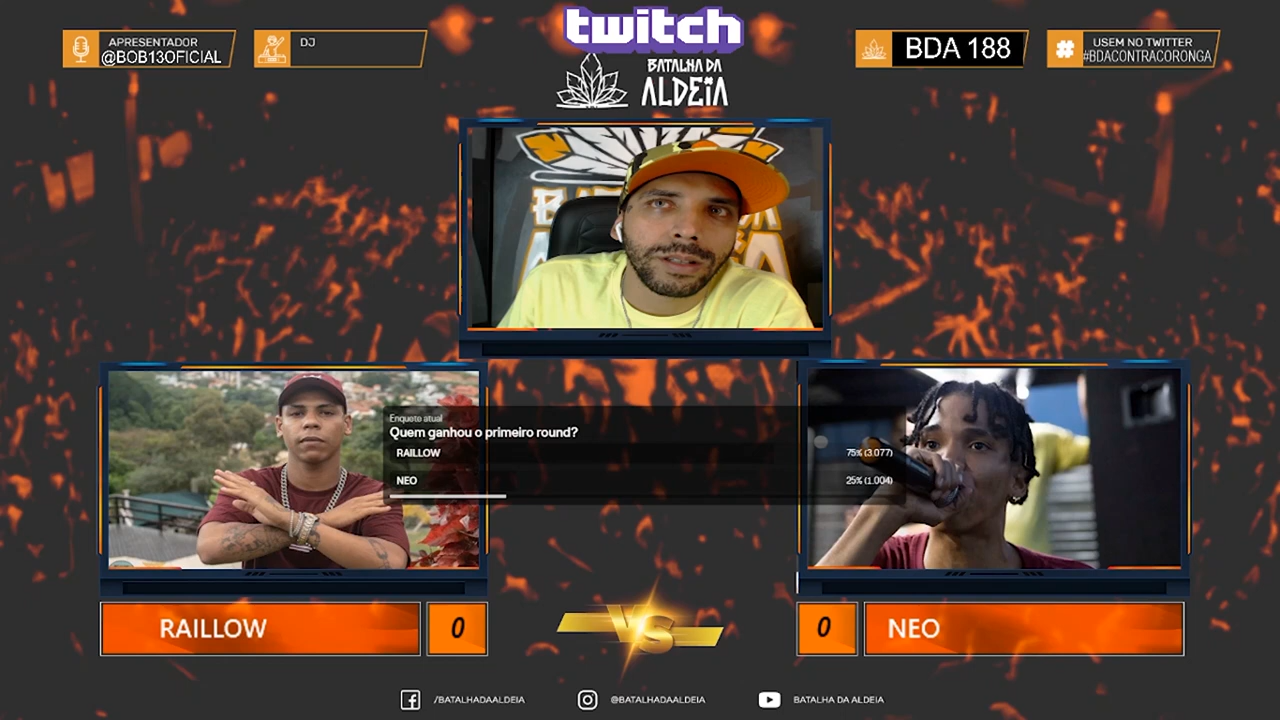 twitch
BATALHA DA
ALDEÏA
APRESENTADOR
@BOB13OFICIAL
DJ
BDA 188
#
USEM NO TWITTER
#BDACONTRACORONGA
Enquete atual
Quem ganhou o primeiro round?
RAILLOW
75% (3.077)
NEO
25% (1.004)
RAILLOW
0
VS
0
NEO
/BATALHADAALDEIA
@BATALHADAALDEIA
BATALHA DA ALDEIA